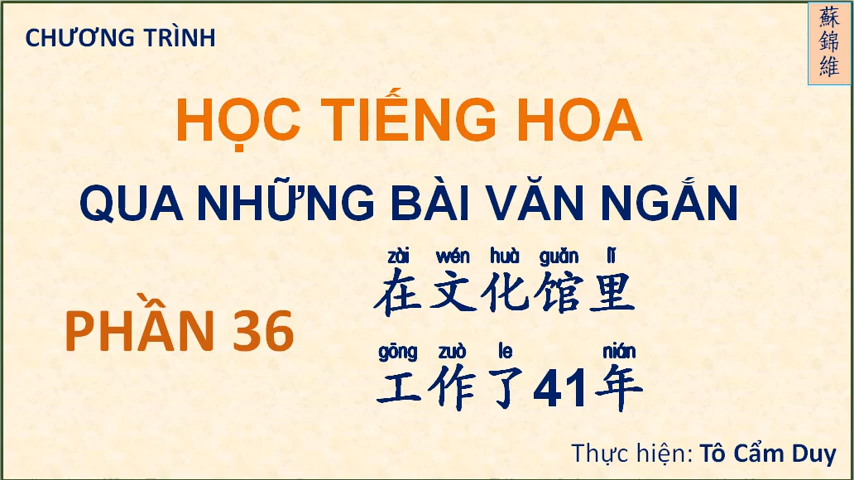 CHƯƠNG TRÌNH
蘇錦維
HỌC TIẾNG HOA
QUA NHỮNG BÀI VĂN NGẮN
PHẦN 36
zài wén huà guăn lĭ
在文化馆里
gōng zuò le nián
工作了41年
Thực hiện: Tô Cẩm Duy